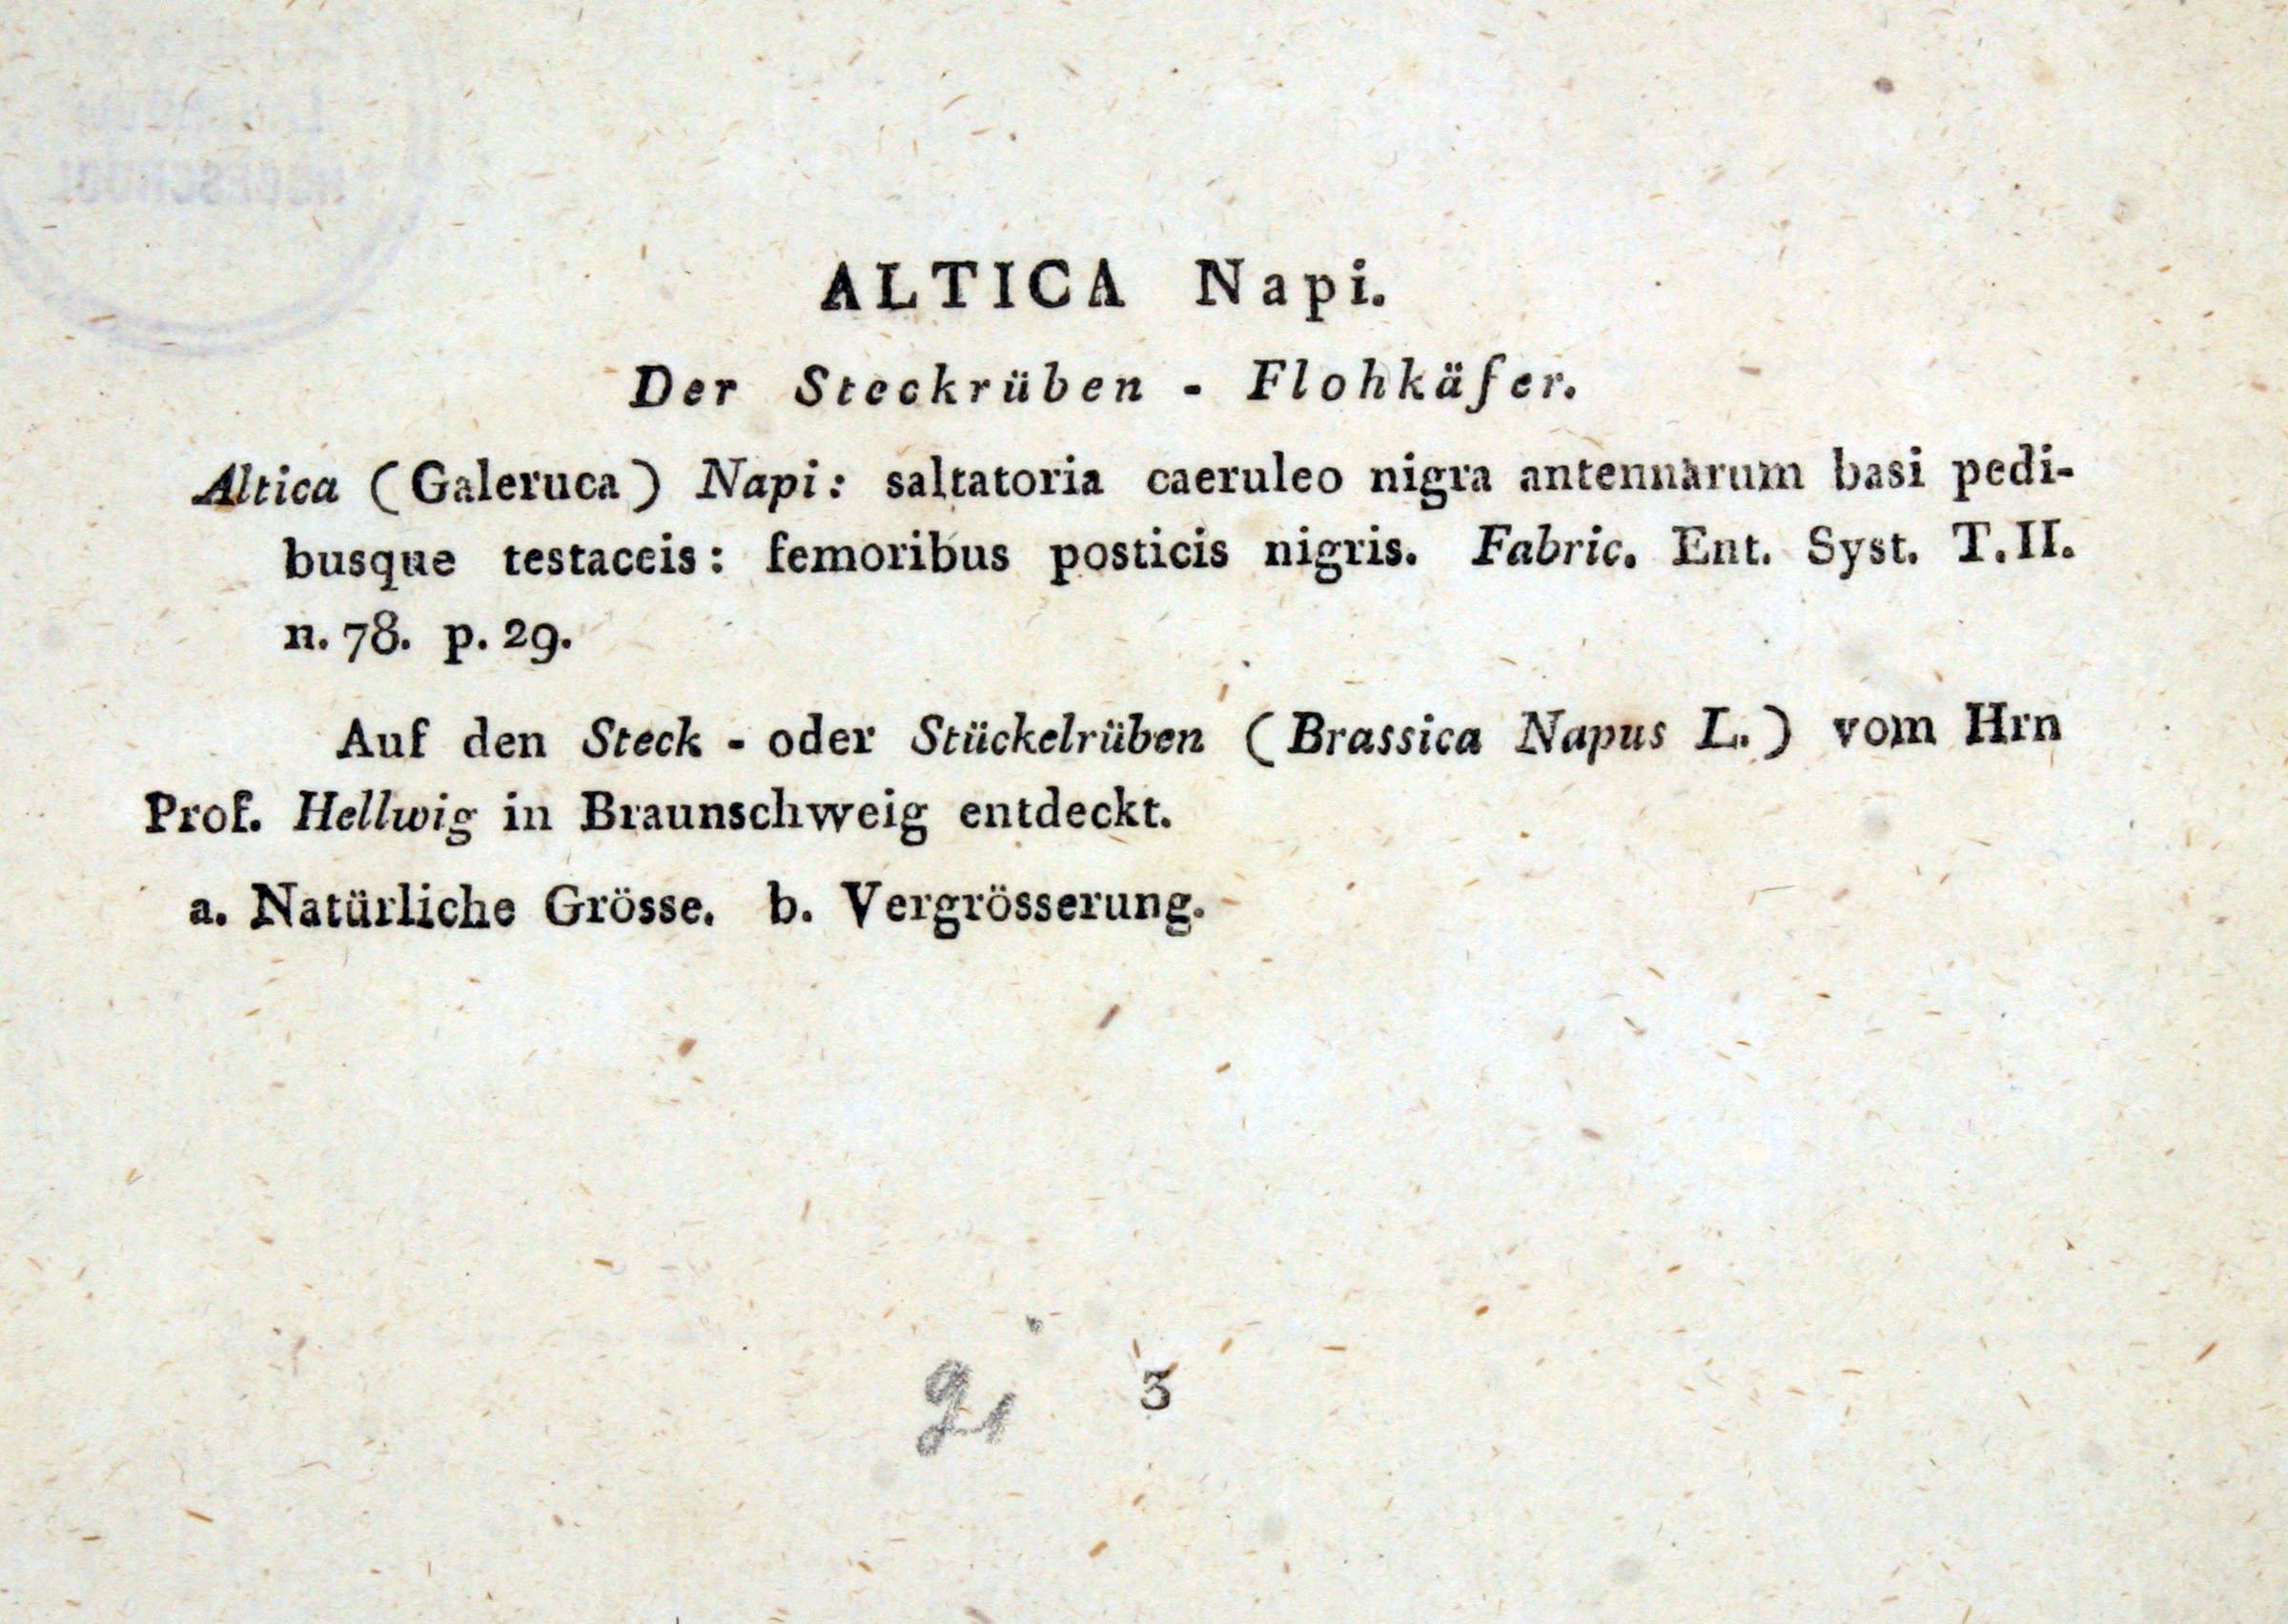 ALTICA Napi.
Der Steckrüben - Flohkäfer.
Altica (Galeruca) Napi: saltatoria caeruleo nigra antennarum basi pedi-
busque testaceis: femoribus posticis nigris. Fabric. Ent. Syst. T. II.
n. 78. p. 29.
Auf den Steck - oder Stückelrüben (Brassica Napus L.) vom Hrn
Prof. Hellwig in Braunschweig entdeckt.
a. Natürliche Grösse. b. Vergrösserung.
3